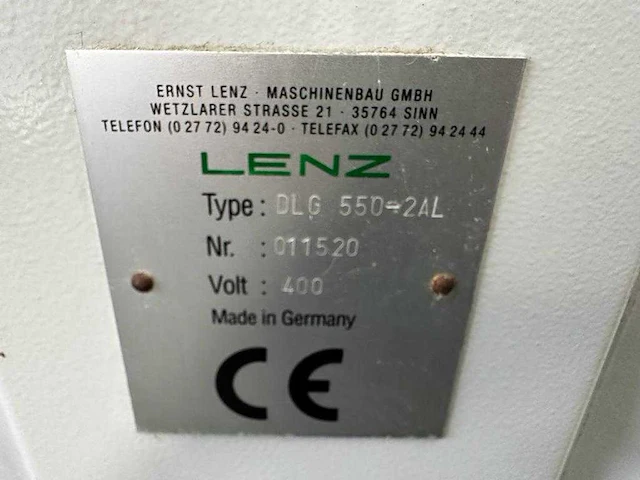 ERNST LENZ · MASCHINENBAU GMBH
WETZLARER STRASSE 21 · 35764 SINN
TELEFON (0 27 72) 94 24-0 · TELEFAX (0 27 72) 94 24 44
LENZ
Type : DLG 550-2AL
Nr. : 011520
Volt : 400
Made in Germany
CE